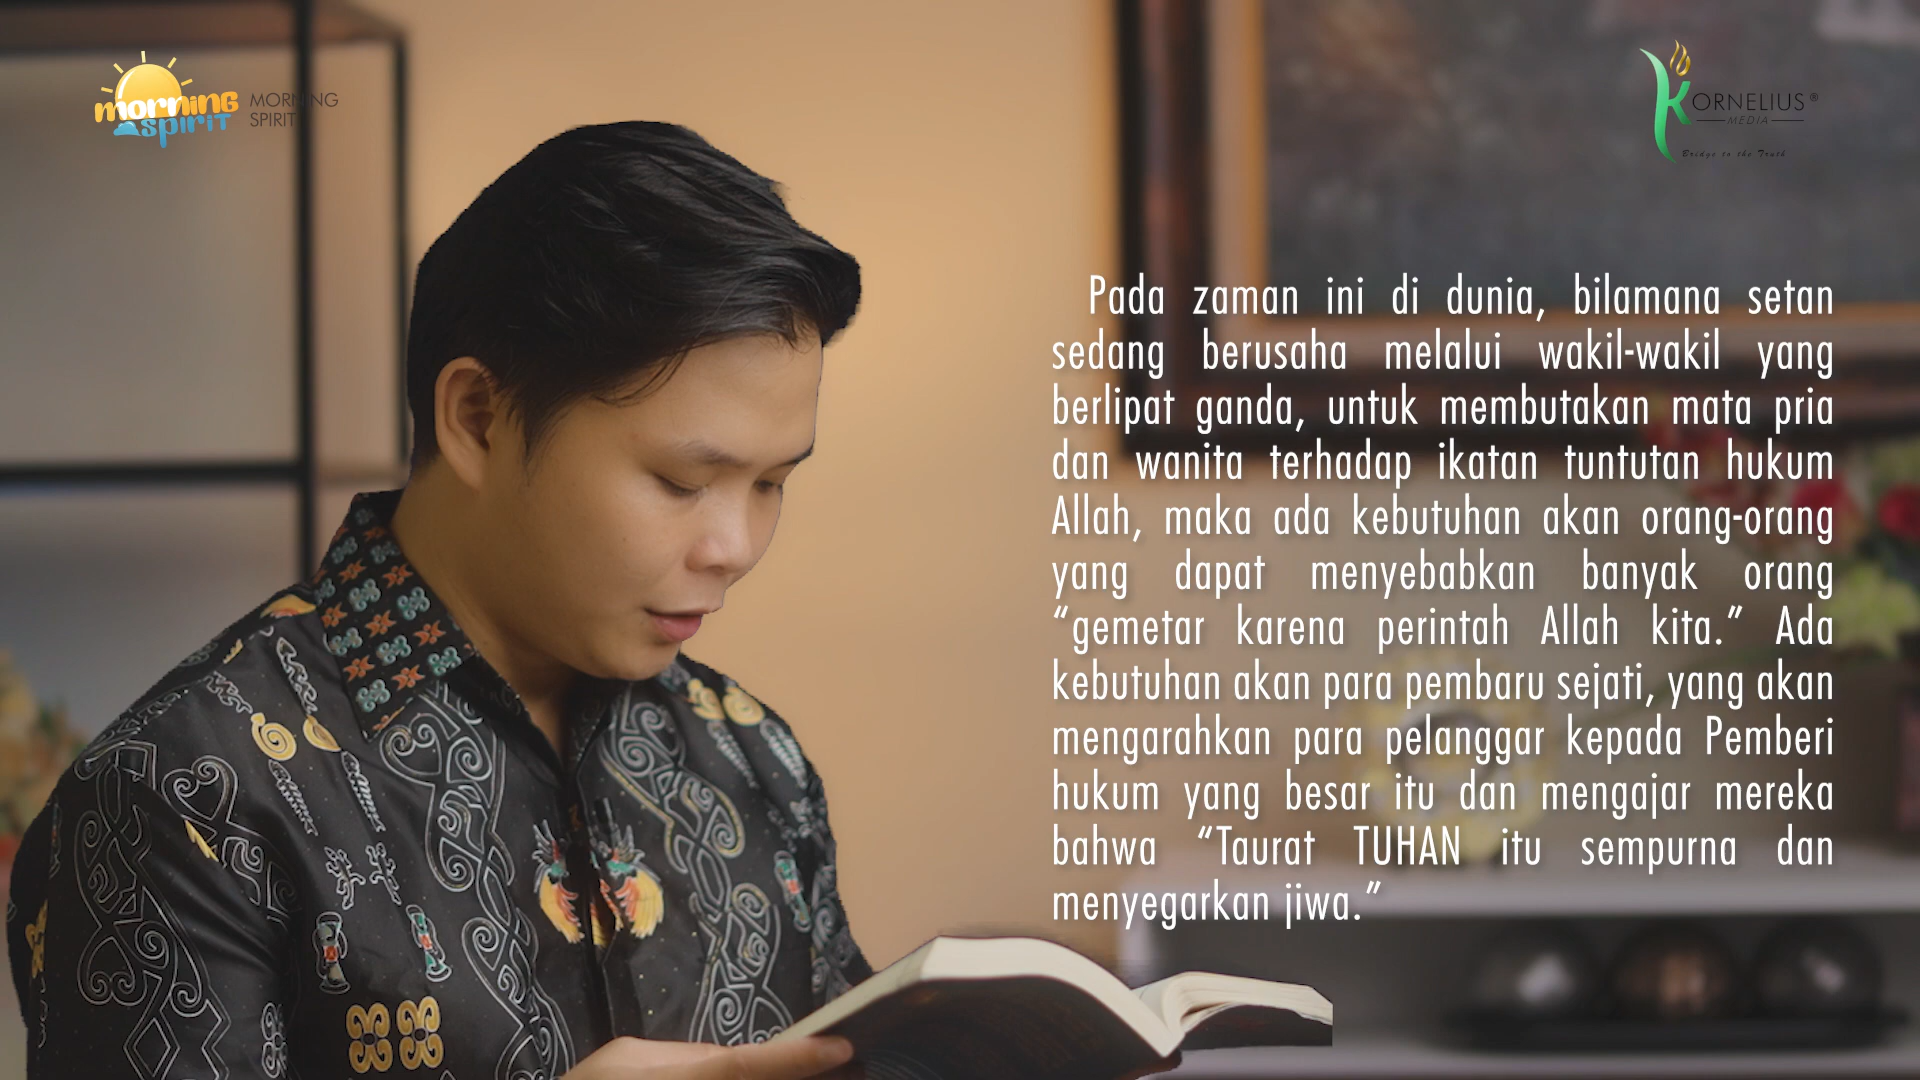 morning
spirit
MORNING
SPIRIT
KORNELIUS®
MEDIA
Bridge to the Truth
Pada zaman ini di dunia, bilamana setan
sedang berusaha melalui wakil-wakil yang
berlipat ganda, untuk membutakan mata pria
dan wanita terhadap ikatan tuntutan hukum
Allah, maka ada kebutuhan akan orang-orang
yang dapat menyebabkan banyak orang
“gemetar karena perintah Allah kita.” Ada
kebutuhan akan para pembaru sejati, yang akan
mengarahkan para pelanggar kepada Pemberi
hukum yang besar itu dan mengajar mereka
bahwa “Taurat TUHAN itu sempurna dan
menyegarkan jiwa.”